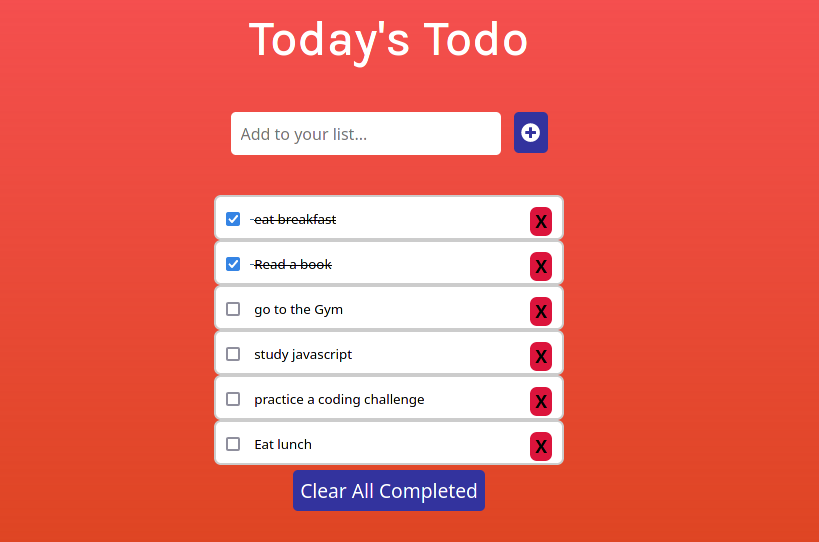 Today's Todo
Add to your list...
eat breakfast X
Read a book X
go to the Gym X
study javascript X
practice a coding challenge X
Eat lunch X
Clear All Completed